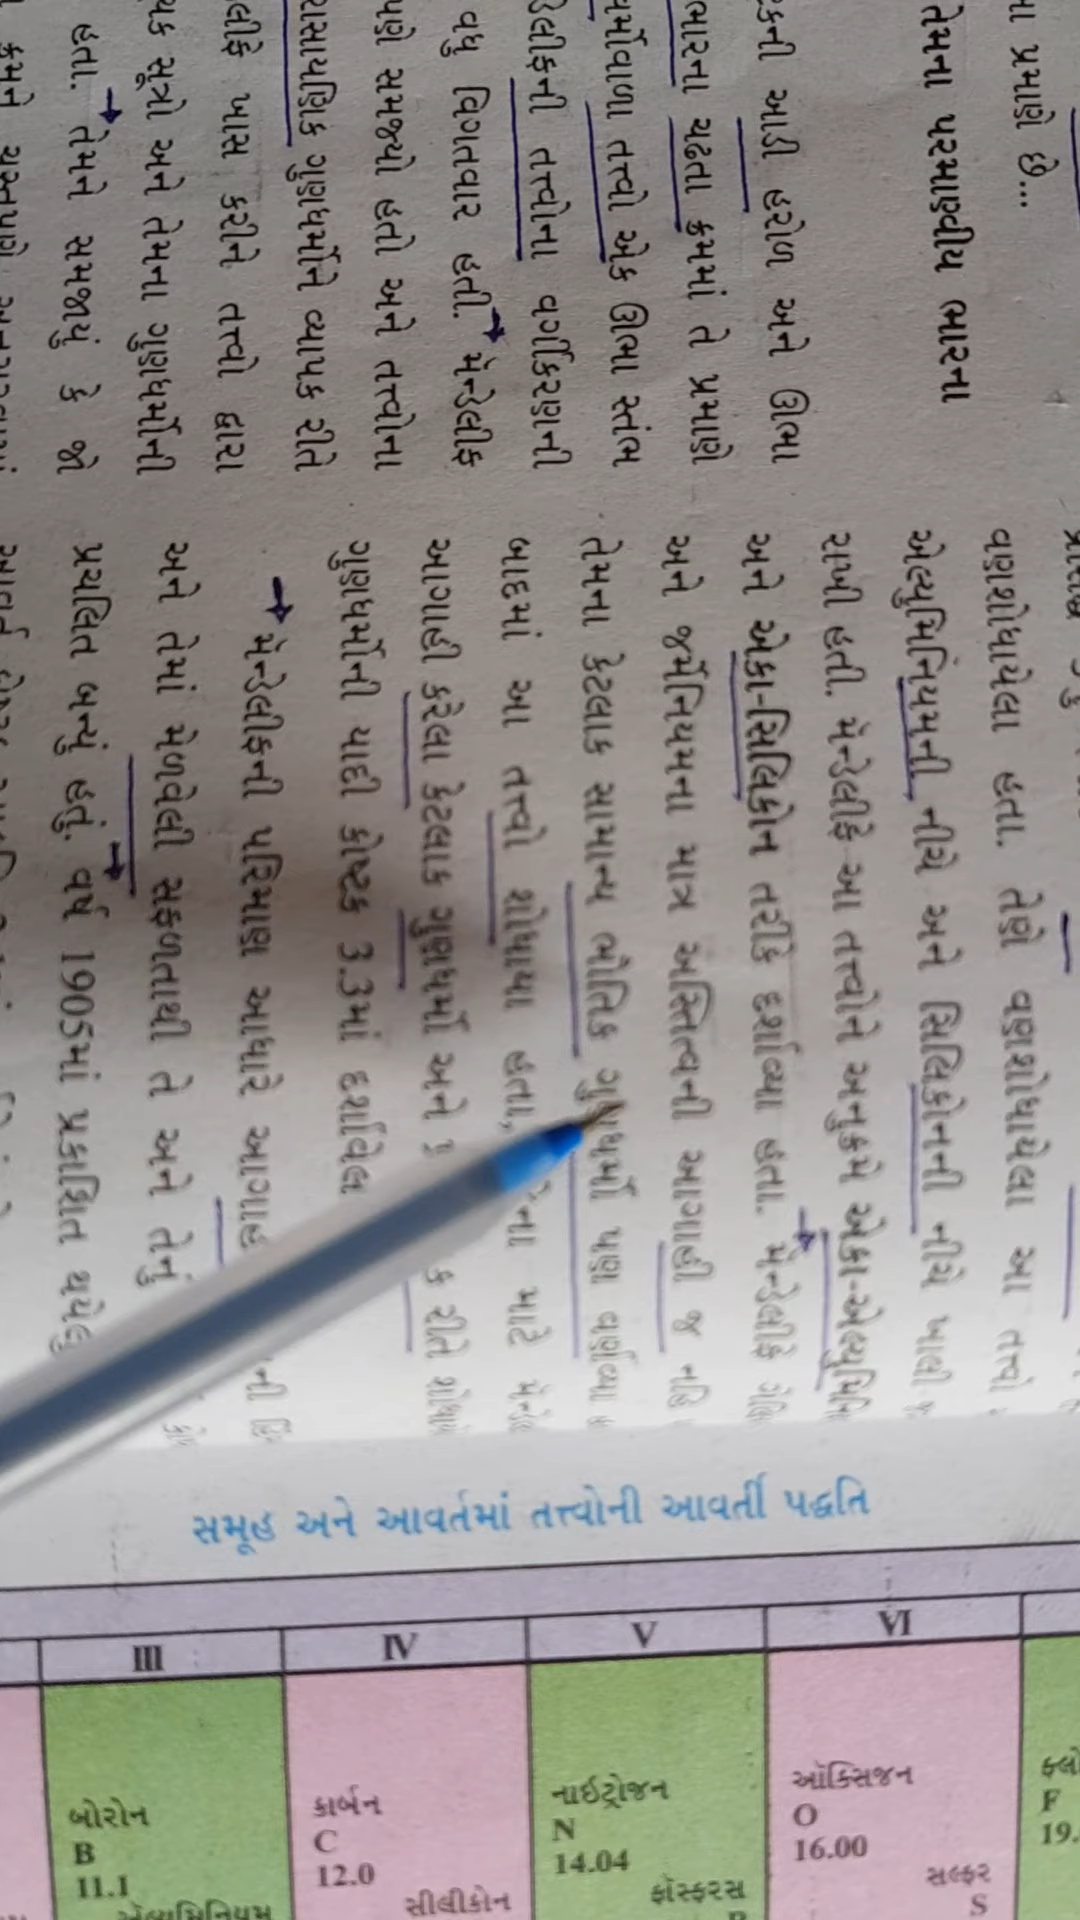 મા પ્રમાણે છે...
તેમના પરમાણ્વીય ભારના
ષ્ટકની આડી હરોળ અને ઊભા
ભારના ચઢતા ક્રમમાં તે પ્રમાણે
ધર્મોવાળા તત્ત્વો એક ઊભા સ્તંભ
ડેલીફની તત્ત્વોના વર્ગીકરણની
વધુ વિગતવાર હતી. મેન્ડેલીફ
પણે સમજ્યો હતો અને તત્ત્વોના
રાસાયણિક ગુણધર્મોને વ્યાપક રીતે
લીફે ખાસ કરીને તત્ત્વો દ્વારા
સૂત્રો અને તેમના ગુણધર્મોની
હતા. તેમને સમજાયું કે જો
ક્રમને
વણશોધાયેલા હતા. તેણે વણશોધાયેલા આ તત્ત્વો
એલ્યુમિનિયમની નીચે અને સિલિકોનની નીચે ખાલી
રાખી હતી. મેન્ડેલીફે આ તત્ત્વોને અનુક્રમે એકા-એલ્યુમિનિ
અને એકા-સિલિકોન તરીકે દર્શાવ્યા હતા. મેન્ડેલીફે
અને જર્મેનિયમના માત્ર અસ્તિત્વની આગાહી જ નહિ
તેમના કેટલાક સામાન્ય ભૌતિક ગુણધર્મો પણ વર્ણવ્યા
બાદમાં આ તત્ત્વો શોધાયા હતા, માટે
આગાહી કરેલા કેટલાક ગુણધર્મો અને રીતે
ગુણધર્મોની યાદી કોષ્ટક 3.3માં દર્શાવેલ
મેન્ડેલીફની પરિમાણ આધારે આગાહ ની
અને તેમાં મેળવેલી સફળતાથી તે અને તેનું
પ્રચલિત બન્યું હતું. વર્ષ 1905માં પ્રકાશિત થયેલ
સમૂહ અને આવર્તમાં તત્ત્વોની આવર્તી પદ્ધતિ
III IV V VI
બોરોન કાર્બન નાઈટ્રોજન ઑક્સિજન ફ્લો
B C N O F
11.1 12.0 14.04 16.00 19.
ઍલ્યુમિનિયમ સીલીકોન ફૉસ્ફરસ સલ્ફર
P S